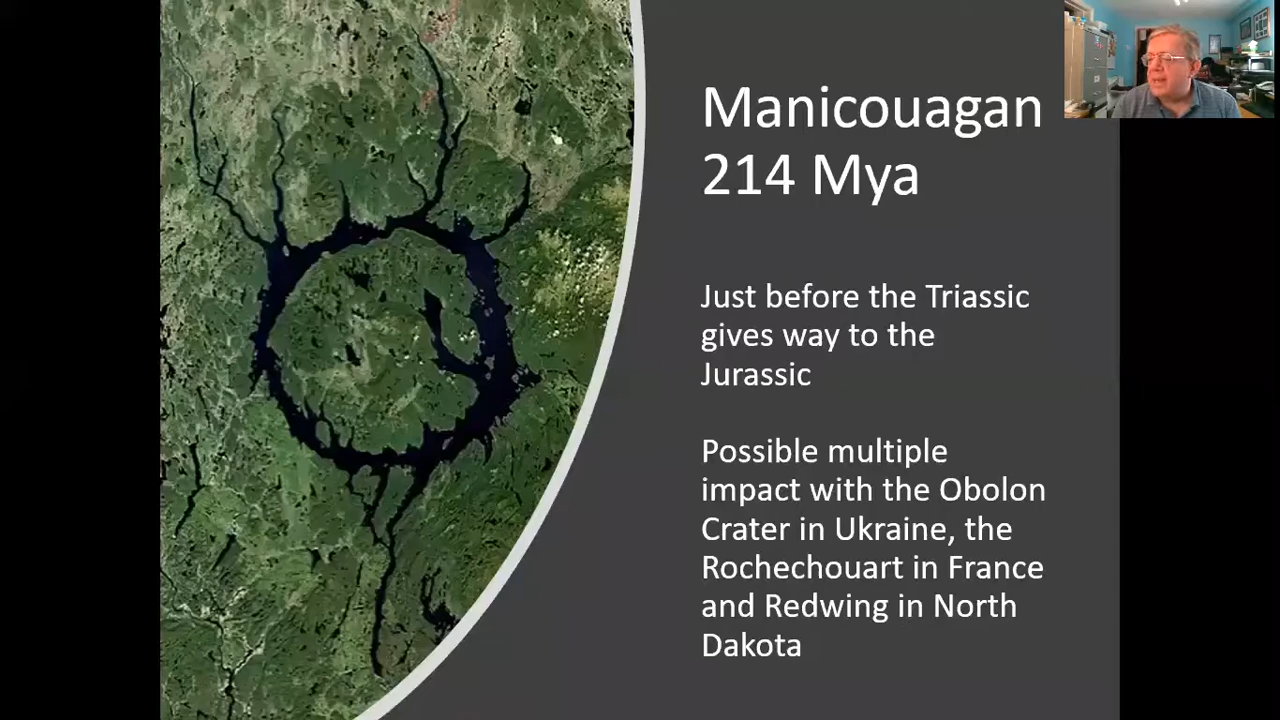 Manicouagan
214 Mya
Just before the Triassic
gives way to the
Jurassic
Possible multiple
impact with the Obolon
Crater in Ukraine, the
Rochechouart in France
and Redwing in North
Dakota